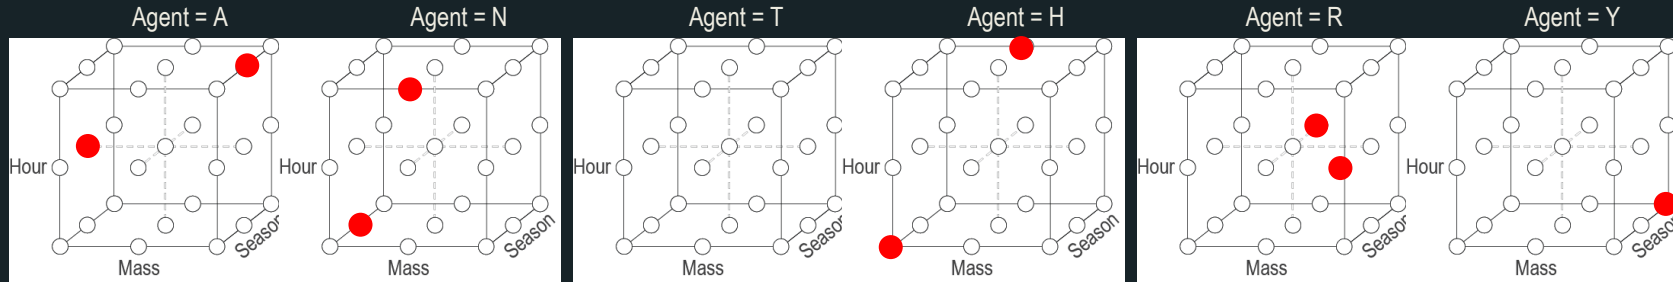 Agent = A
Agent = N
Agent = T
Agent = H
Agent = R
Agent = Y
Hour
Hour
Hour
Hour
Hour
Hour
Season
Mass
Season
Mass
Season
Mass
Season
Mass
Season
Mass
Season
Mass